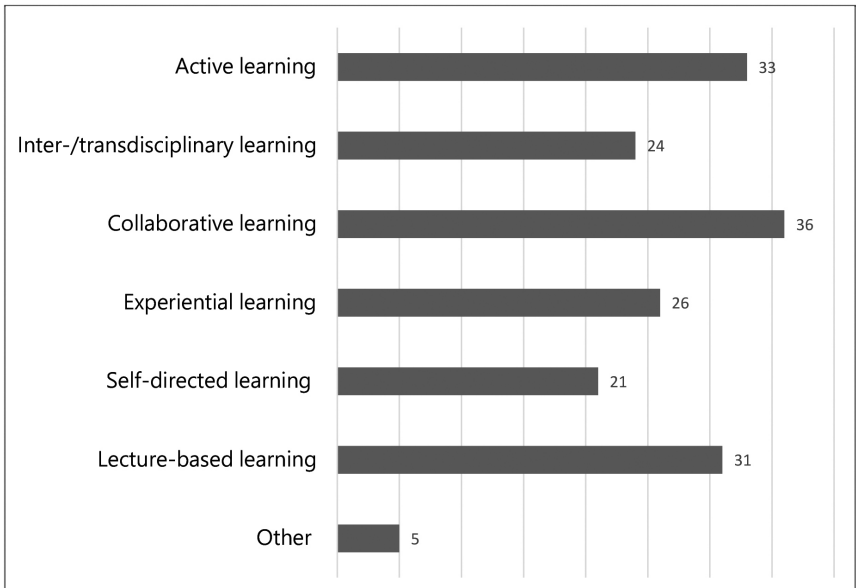 Active learning 33
Inter-/transdisciplinary learning 24
Collaborative learning 36
Experiential learning 26
Self-directed learning 21
Lecture-based learning 31
Other 5